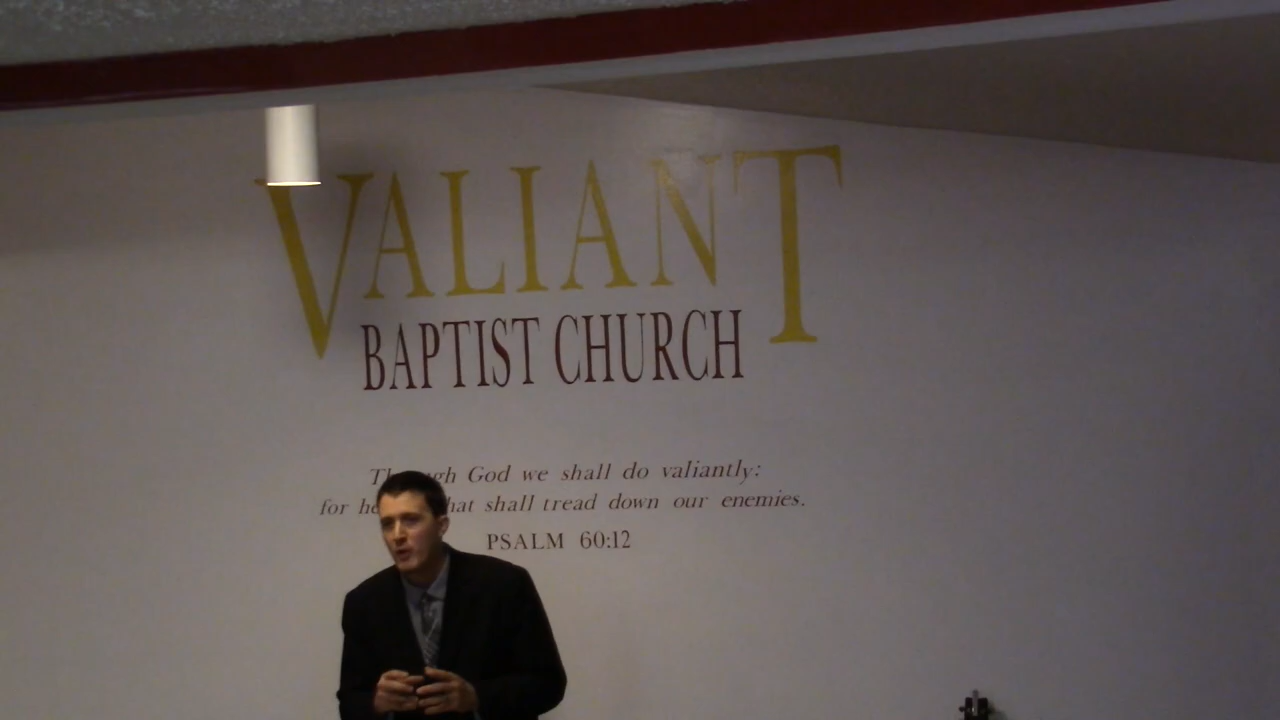 VALIANT
BAPTIST CHURCH
Through God we shall do valiantly:
for he that shall tread down our enemies.
PSALM 60:12